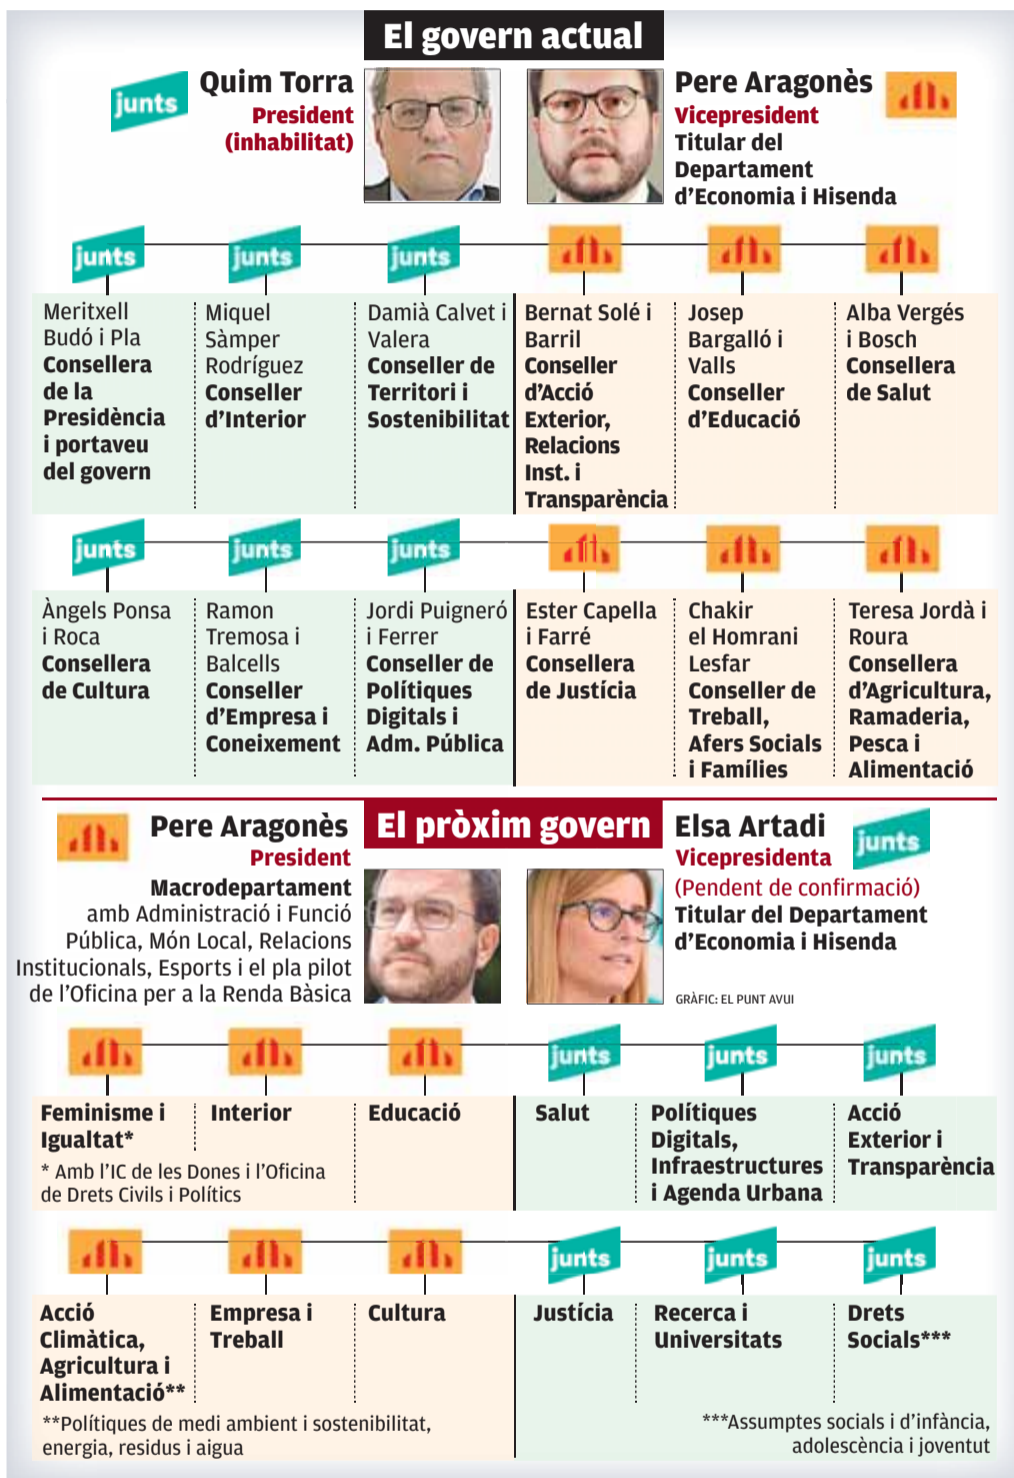 El govern actual
junts
Quim Torra
President
(inhabilitat)
Pere Aragonès
Vicepresident
Titular del
Departament
d'Economia i Hisenda
junts
junts
junts
Meritxell
Budó i Pla
Consellera
de la
Presidència
i portaveu
del govern
Miquel
Sàmper
Rodríguez
Conseller
d'Interior
Damià Calvet i
Valera
Conseller de
Territori i
Sostenibilitat
Bernat Solé i
Barril
Conseller
d'Acció
Exterior,
Relacions
Inst. i
Transparència
Josep
Bargalló i
Valls
Conseller
d'Educació
Alba Vergés
i Bosch
Consellera
de Salut
junts
junts
junts
Àngels Ponsa
i Roca
Consellera
de Cultura
Ramon
Tremosa i
Balcells
Conseller
d'Empresa i
Coneixement
Jordi Puigneró
i Ferrer
Conseller de
Polítiques
Digitals i
Adm. Pública
Ester Capella
i Farré
Consellera
de Justícia
Chakir
el Homrani
Lesfar
Conseller de
Treball,
Afers Socials
i Famílies
Teresa Jordà i
Roura
Consellera
d'Agricultura,
Ramaderia,
Pesca i
Alimentació
El pròxim govern
Pere Aragonès
President
Macrodepartament
amb Administració i Funció
Pública, Món Local, Relacions
Institucionals, Esports i el pla pilot
de l'Oficina per a la Renda Bàsica
Elsa Artadi
junts
Vicepresidenta
(Pendent de confirmació)
Titular del Departament
d'Economia i Hisenda
GRÀFIC: EL PUNT AVUI
junts
junts
junts
Feminisme i
Igualtat*
* Amb l'IC de les Dones i l'Oficina
de Drets Civils i Polítics
Interior
Educació
Salut
Polítiques
Digitals,
Infraestructures
i Agenda Urbana
Acció
Exterior i
Transparència
junts
junts
junts
Acció
Climàtica,
Agricultura i
Alimentació**
Empresa i
Treball
Cultura
Justícia
Recerca i
Universitats
Drets
Socials***
**Polítiques de medi ambient i sostenibilitat,
energia, residus i aigua
***Assumptes socials i d'infància,
adolescència i joventut